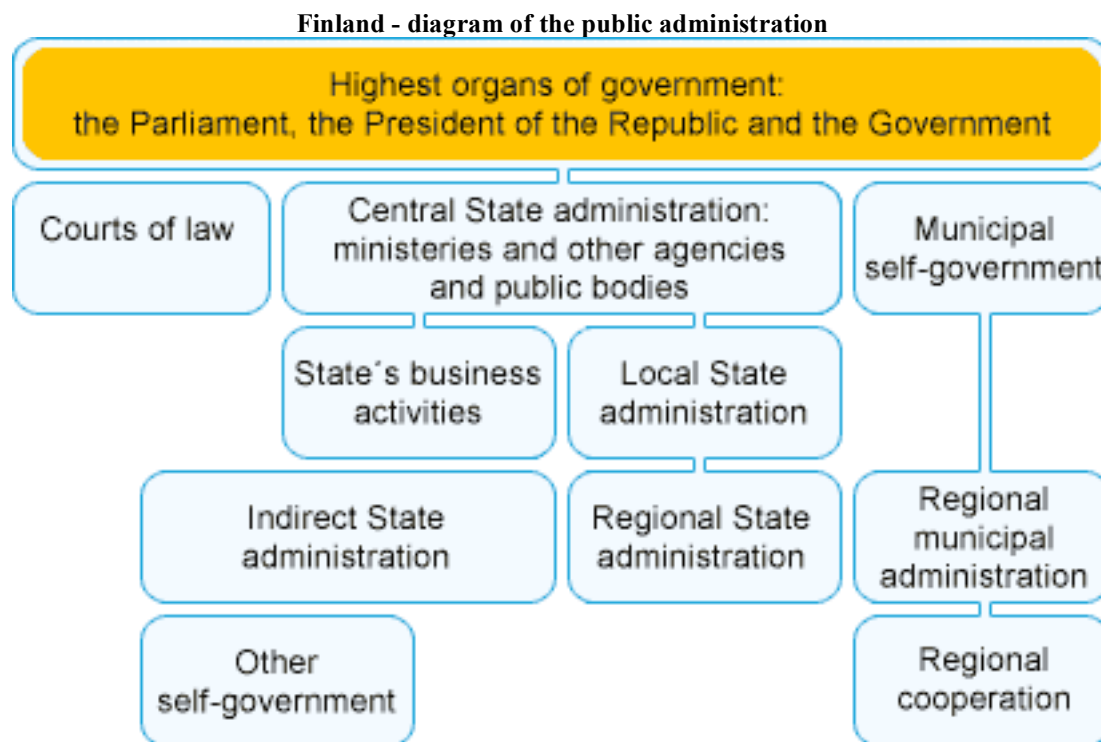 Finland - diagram of the public administration
Highest organs of government:
the Parliament, the President of the Republic and the Government
Courts of law
Central State administration:
ministeries and other agencies
and public bodies
Municipal
self-government
State´s business
activities
Local State
administration
Indirect State
administration
Regional State
administration
Regional
municipal
administration
Other
self-government
Regional
cooperation